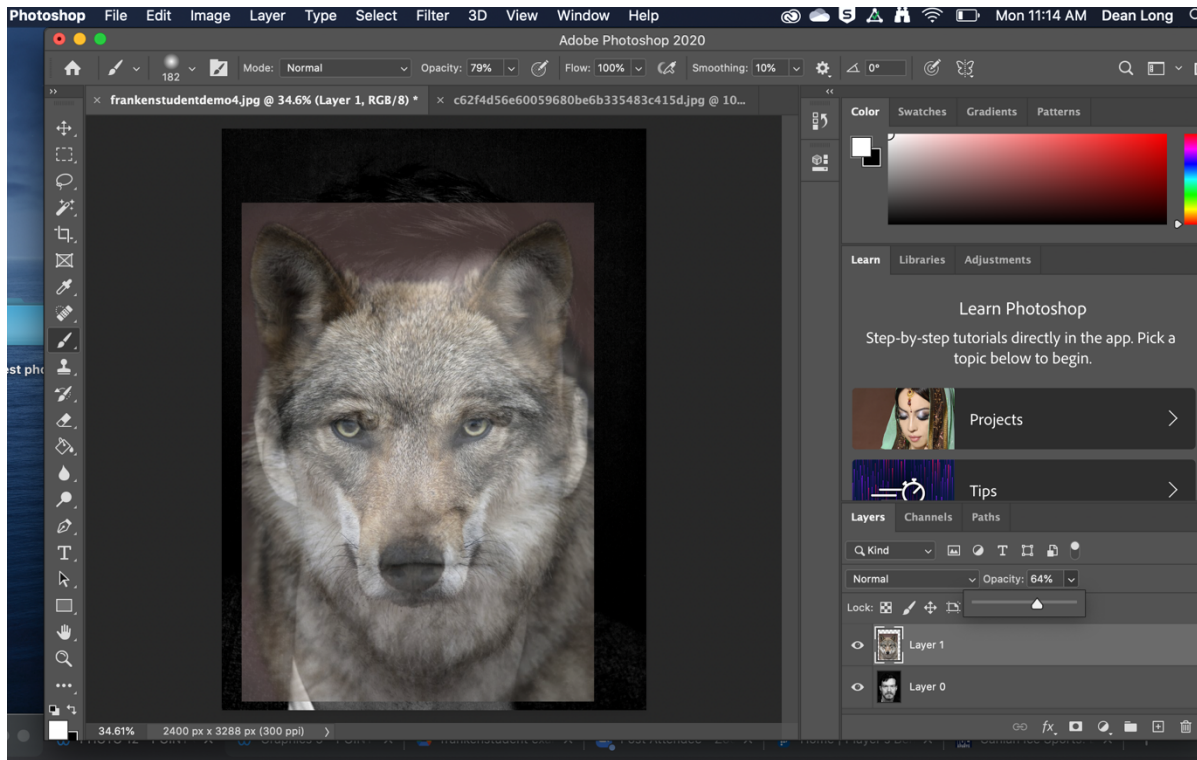 Photoshop File Edit Image Layer Type Select Filter 3D View Window Help Mon 11:14 AM Dean Long
Adobe Photoshop 2020
182 Mode: Normal Opacity: 79% Flow: 100% Smoothing: 10% 0°
× frankenstudentdemo4.jpg @ 34.6% (Layer 1, RGB/8) * × c62f4d56e60059680be6b335483c415d.jpg @ 10...
Color Swatches Gradients Patterns
Learn Libraries Adjustments
Learn Photoshop
Step-by-step tutorials directly in the app. Pick a
topic below to begin.
Projects
Tips
Layers Channels Paths
Kind
Normal Opacity: 64%
Lock:
Layer 1
Layer 0
fx
34.61% 2400 px x 3288 px (300 ppi)